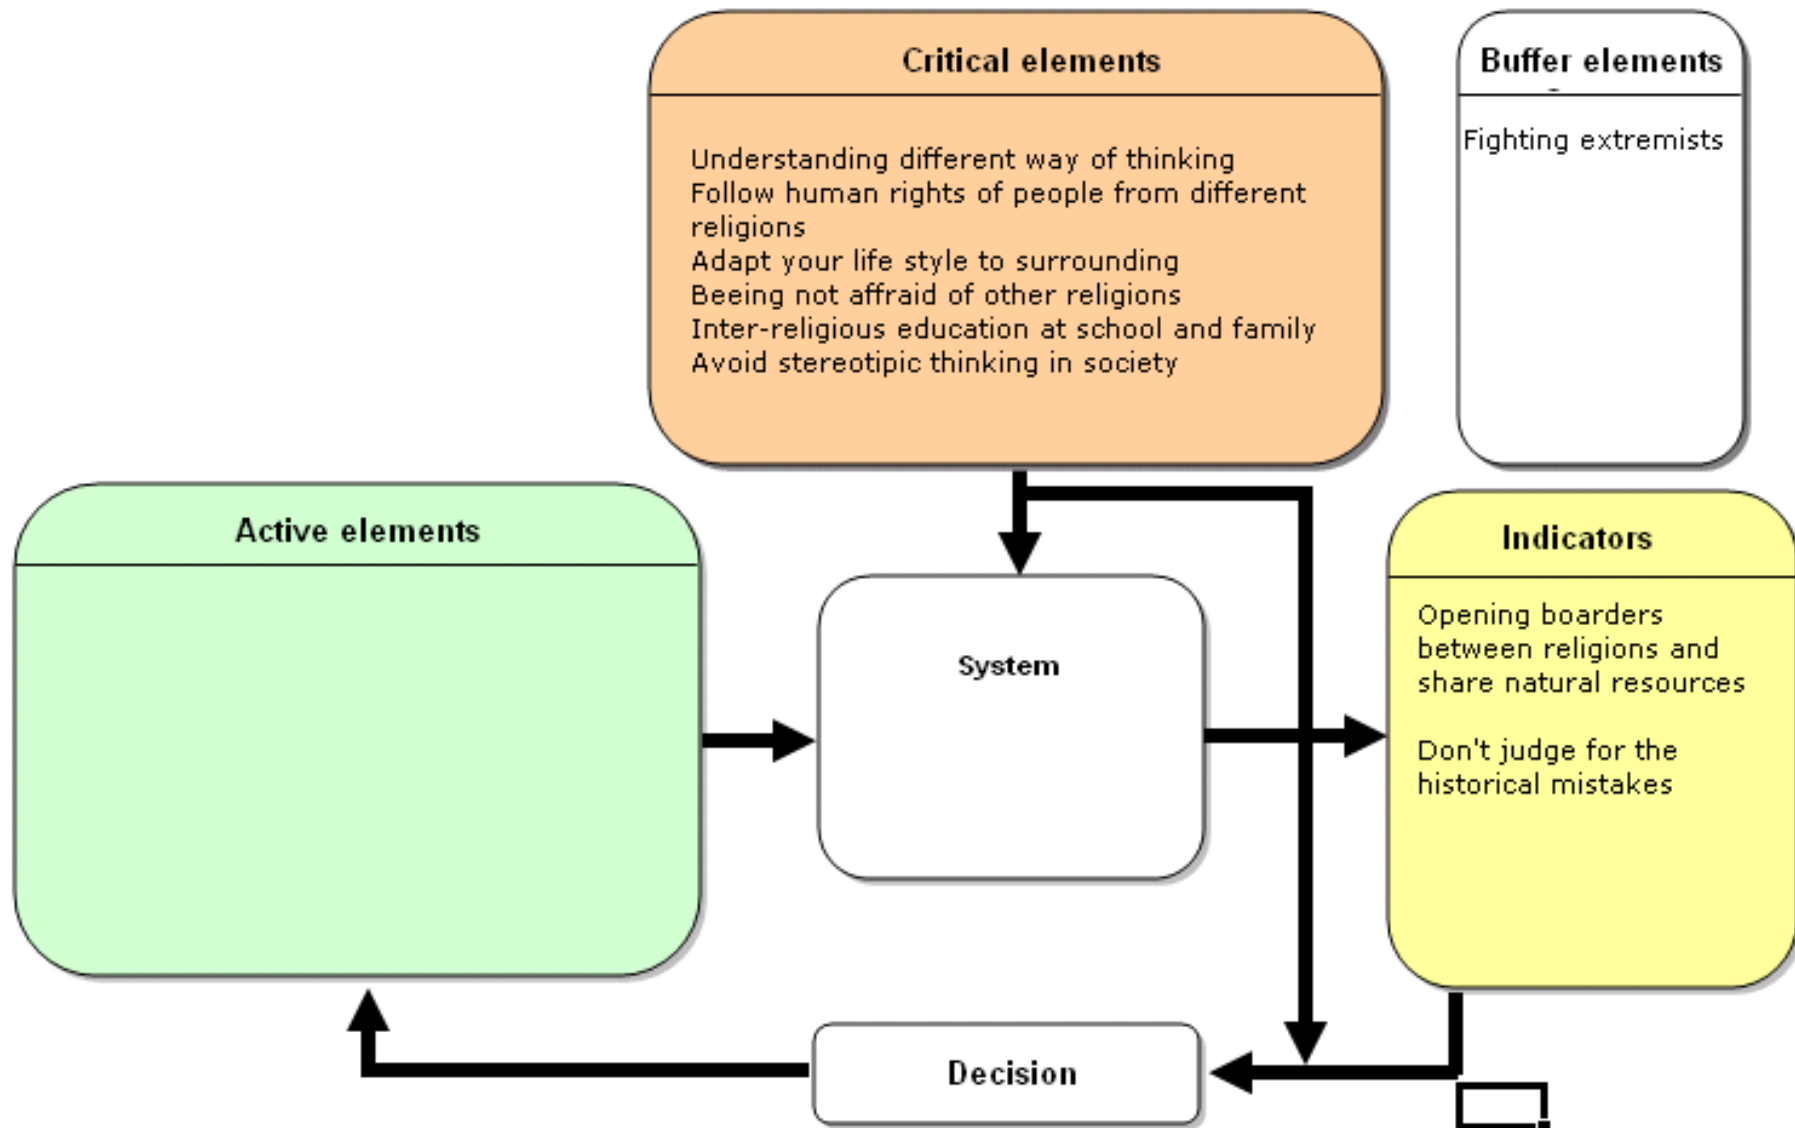 Critical elements
Understanding different way of thinking
Follow human rights of people from different
religions
Adapt your life style to surrounding
Beeing not affraid of other religions
Inter-religious education at school and family
Avoid stereotipic thinking in society
Buffer elements
Fighting extremists
Active elements
System
Indicators
Opening boarders
between religions and
share natural resources
Don't judge for the
historical mistakes
Decision